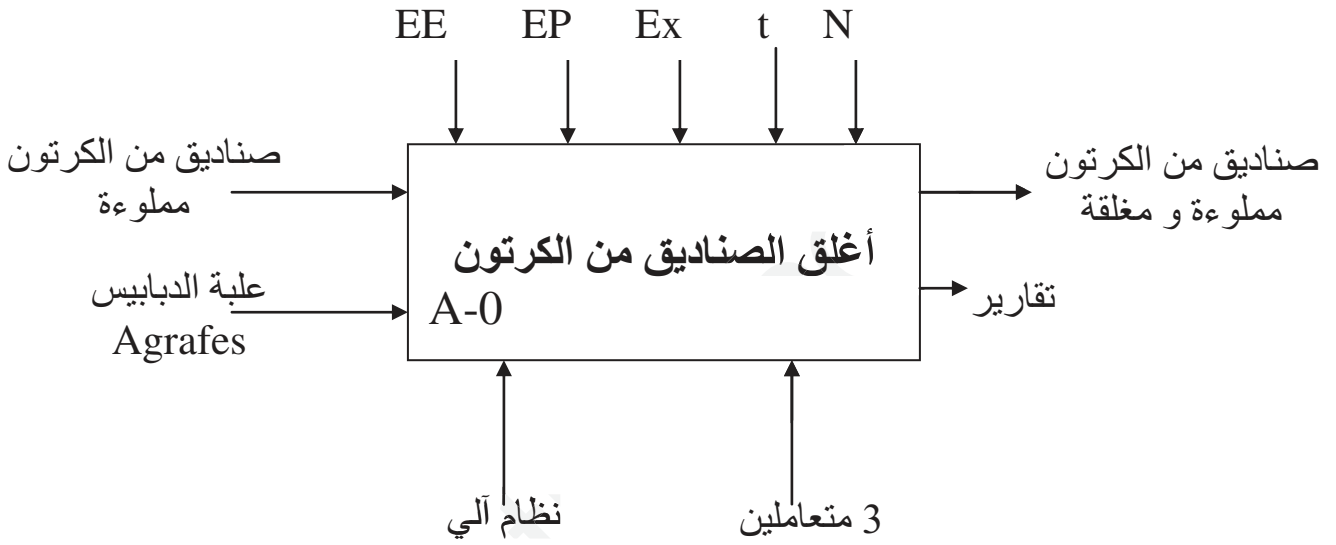 EE EP Ex t N
صناديق من الكرتون
مملوءة
صناديق من الكرتون
مملوءة و مغلقة
أغلق الصناديق من الكرتون
A-0
علبة الدبابيس
Agrafes
تقارير
نظام آلي
3 متعاملين